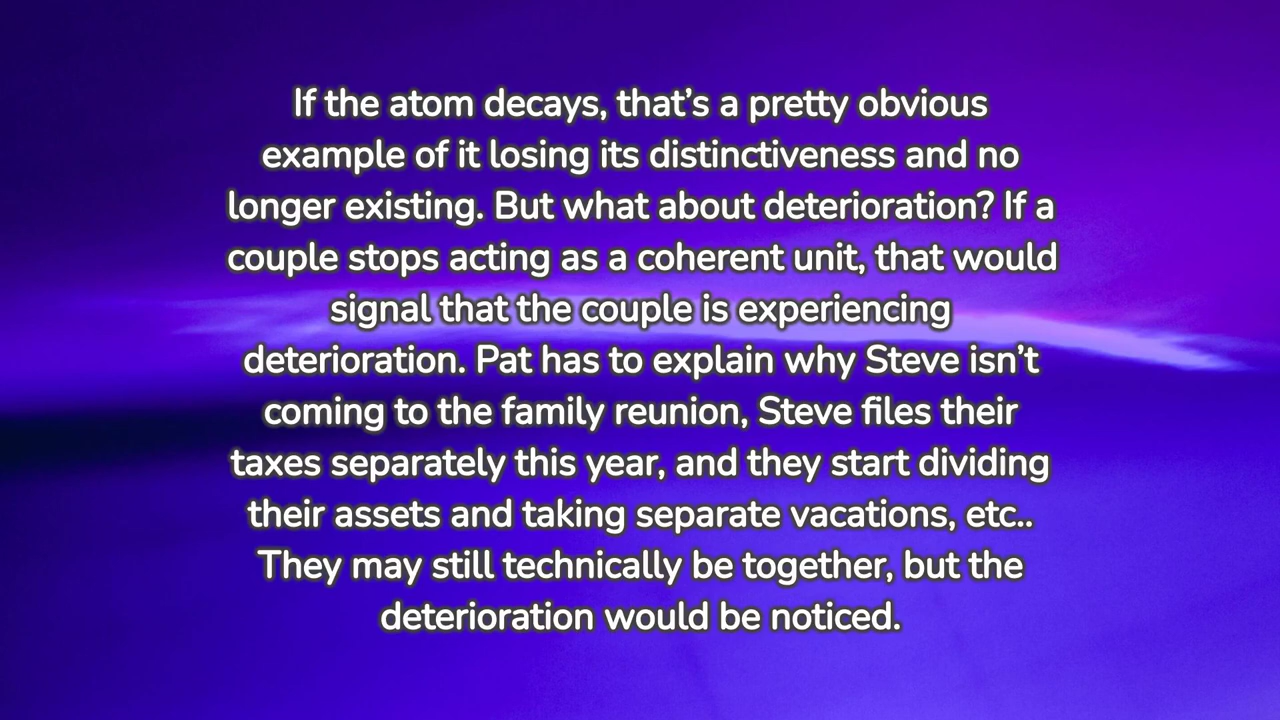 If the atom decays, that’s a pretty obvious
example of it losing its distinctiveness and no
longer existing. But what about deterioration? If a
couple stops acting as a coherent unit, that would
signal that the couple is experiencing
deterioration. Pat has to explain why Steve isn’t
coming to the family reunion, Steve files their
taxes separately this year, and they start dividing
their assets and taking separate vacations, etc..
They may still technically be together, but the
deterioration would be noticed.